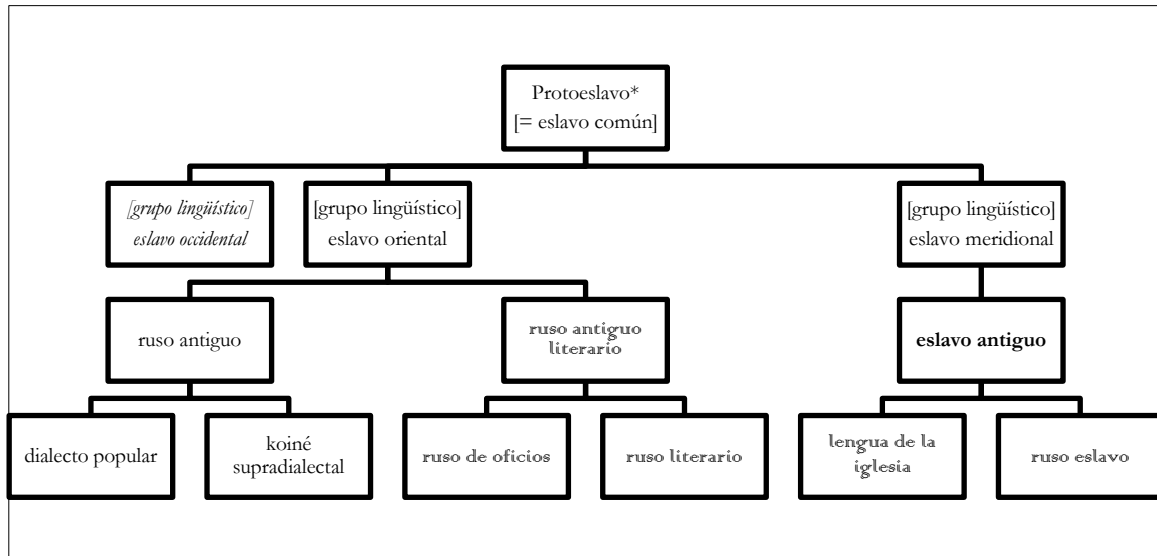 Protoeslavo*
[= eslavo común]
[grupo lingüístico]
eslavo occidental
[grupo lingüístico]
eslavo oriental
[grupo lingüístico]
eslavo meridional
ruso antiguo
ruso antiguo
literario
eslavo antiguo
dialecto popular
koiné
supradialectal
ruso de oficios
ruso literario
lengua de la
iglesia
ruso eslavo